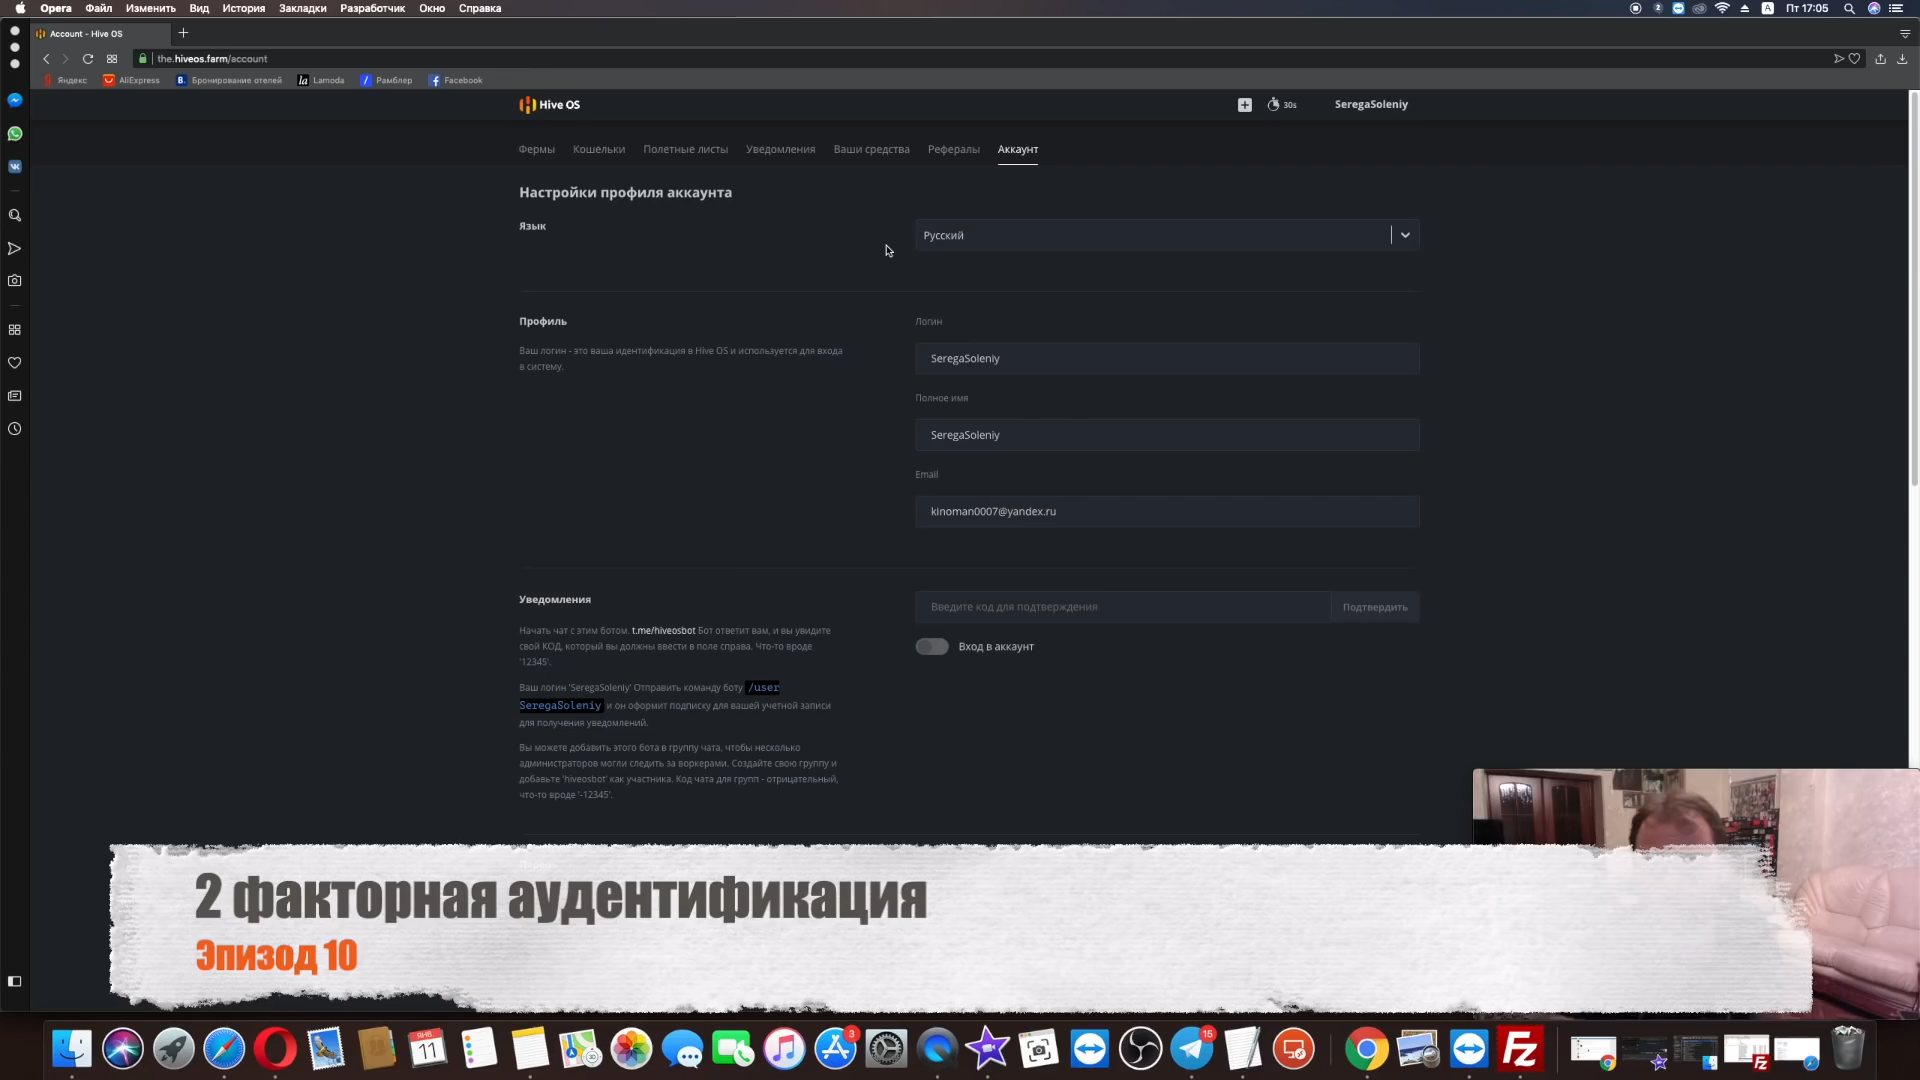 Opera Файл Изменить Вид История Закладки Разработчик Окно Справка
Пт 17:05
Account - Hive OS
the.hiveos.farm/account
Яндекс AliExpress Бронирование отелей Lamoda Рамблер Facebook
Hive OS
30s
SeregaSoleniy
Фермы Кошельки Полетные листы Уведомления Ваши средства Рефералы Аккаунт
Настройки профиля аккаунта
Язык
Русский
Профиль
Логин
Ваш логин - это ваша идентификация в Hive OS и используется для входа
в систему.
SeregaSoleniy
Полное имя
SeregaSoleniy
Email
kinoman0007@yandex.ru
Уведомления
Введите код для подтверждения
Подтвердить
Начать чат с этим ботом. t.me/hiveosbot Бот ответит вам, и вы увидите
свой КОД, который вы должны ввести в поле справа. Что-то вроде
'12345'.
Вход в аккаунт
Ваш логин 'SeregaSoleniy' Отправить команду боту /user
SeregaSoleniy и он оформит подписку для вашей учетной записи
для получения уведомлений.
Вы можете добавить этого бота в группу чата, чтобы несколько
администраторов могли следить за воркерами. Создайте свою группу и
добавьте 'hiveosbot' как участника. Код чата для групп - отрицательный,
что-то вроде '-12345'.
2 факторная аудентификация
Эпизод 10
ЯНВ.
11
3
15